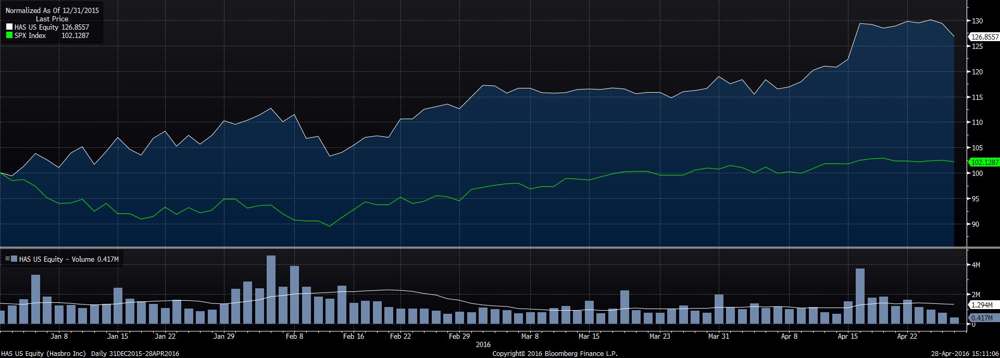 Normalized As Of 12/31/2015
Last Price
HAS US Equity 126.8557
SPX Index 102.1287
130
126.8557
125
120
115
110
105
102.1287
100
95
90
HAS US Equity - Volume 0.417M
4M
2M
1.294M
0.417M
0
Jan 8 Jan 15 Jan 22 Jan 29 Feb 8 Feb 16 Feb 22 Feb 29 Mar 8 Mar 15 Mar 23 Mar 31 Apr 8 Apr 15 Apr 22
2016
HAS US Equity (Hasbro Inc) Daily 31DEC2015-28APR2016 Copyright© 2016 Bloomberg Finance L.P. 28-Apr-2016 15:11:06